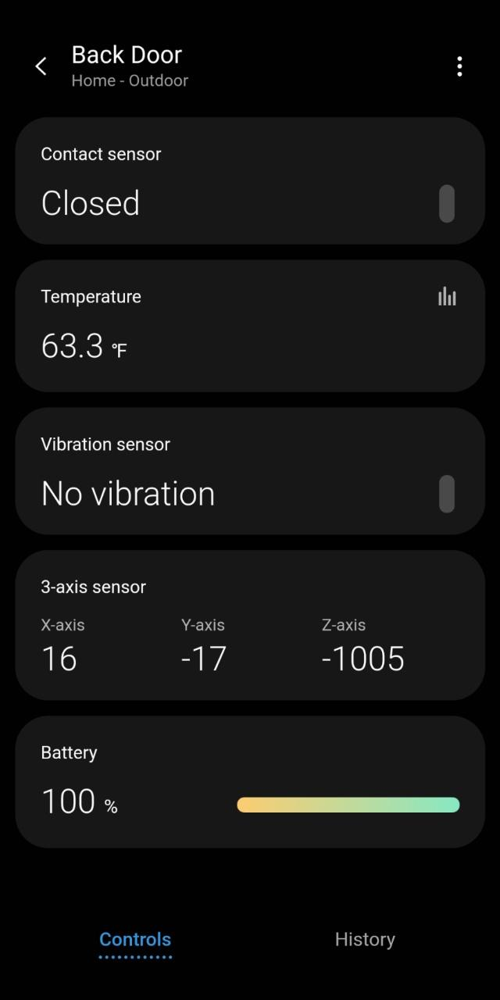 Back Door
Home - Outdoor
Contact sensor
Closed
Temperature
63.3 °F
Vibration sensor
No vibration
3-axis sensor
X-axis Y-axis Z-axis
16 -17 -1005
Battery
100 %
Controls History